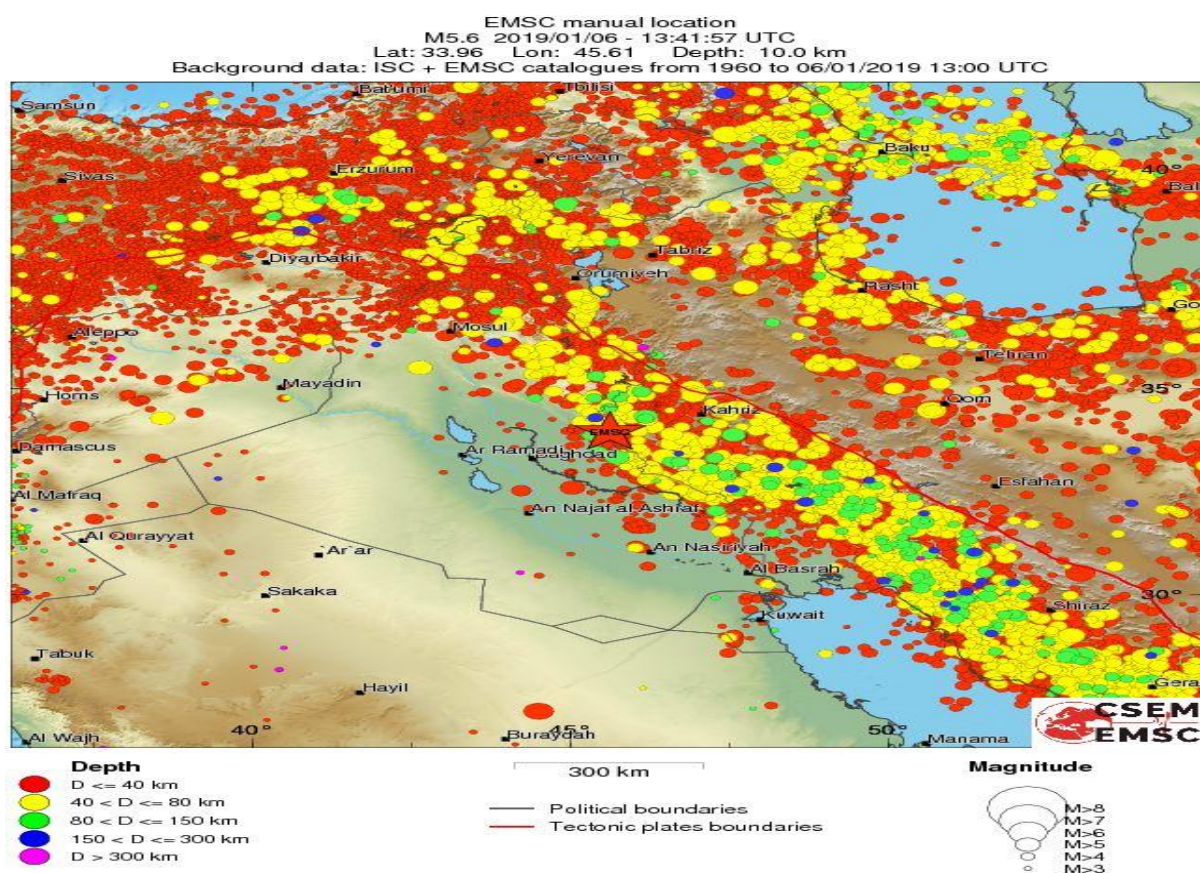 EMSC manual location
M5.6 2019/01/06 - 13:41:57 UTC
Lat: 33.96 Lon: 45.61 Depth: 10.0 km
Background data: ISC + EMSC catalogues from 1960 to 06/01/2019 13:00 UTC
Samsun
Batumi
Tbilisi
Baku
Yerevan
40°
Sivas
Erzurum
Bal
Diyarbakir
Tabriz
Orumiyeh
Rasht
Go
Aleppo
Mosul
Tehran
Mayadin
35°
Homs
Kahriz
Qom
EMSC
Damascus
Ar Ramadi
Baghdad
Esfahan
Al Mafraq
An Najaf al Ashraf
Al Qurayyat
Ar'ar
An Nasiriyah
Al Basrah
Sakaka
30°
Kuwait
Shiraz
Tabuk
Hayil
Gera
CSEM
EMSC
40°
45°
50°
Al Wajh
Buraydah
Manama
Depth
D <= 40 km
40 < D <= 80 km
80 < D <= 150 km
150 < D <= 300 km
D > 300 km
300 km
Political boundaries
Tectonic plates boundaries
Magnitude
M>8
M>7
M>6
M>5
M>4
M>3